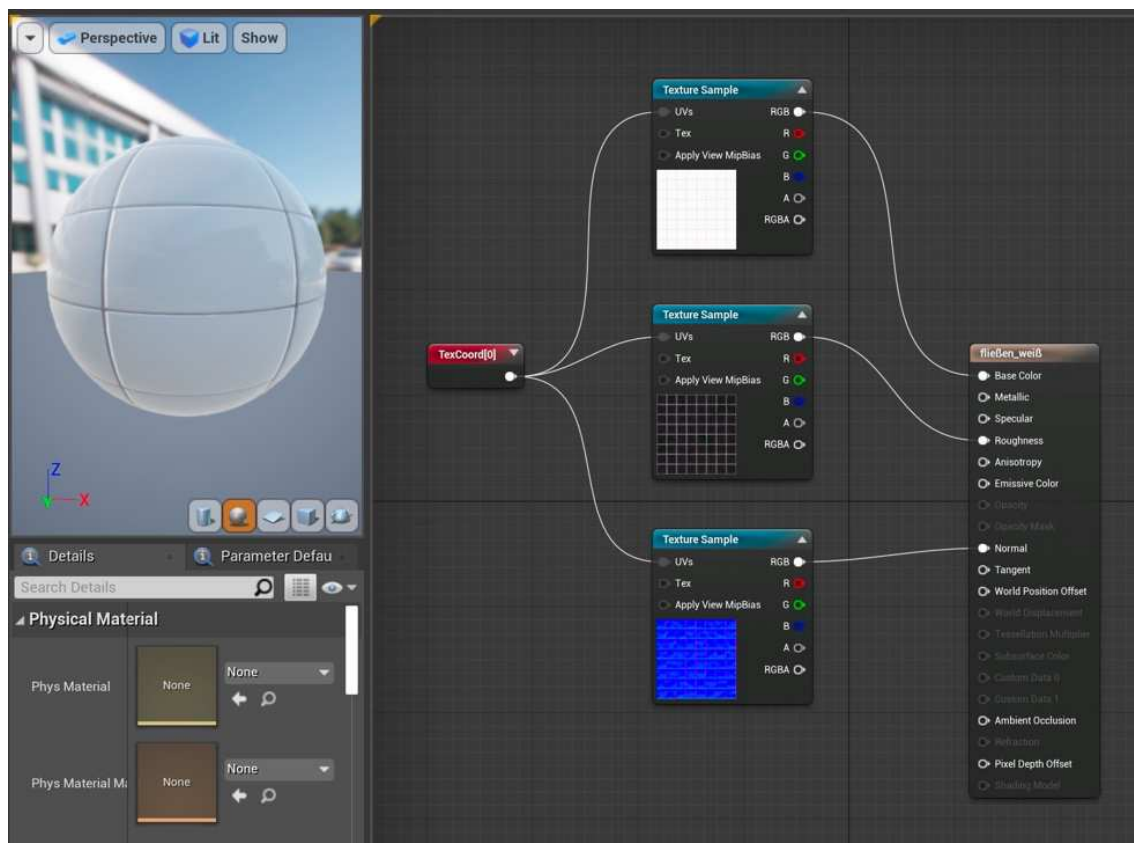 Perspective
Lit
Show
Z
X
Details
Parameter Defau
Search Details
Physical Material
Phys Material
None
None
Phys Material Ma
None
None
TexCoord[0]
Texture Sample
UVs
RGB
Tex
R
Apply View MipBias
G
B
A
RGBA
Texture Sample
UVs
RGB
Tex
R
Apply View MipBias
G
B
A
RGBA
Texture Sample
UVs
RGB
Tex
R
Apply View MipBias
G
B
A
RGBA
fließen_weiß
Base Color
Metallic
Specular
Roughness
Anisotropy
Emissive Color
Opacity
Opacity Mask
Normal
Tangent
World Position Offset
World Displacement
Tessellation Multiplier
Subsurface Color
Custom Data 0
Custom Data 1
Ambient Occlusion
Refraction
Pixel Depth Offset
Shading Model